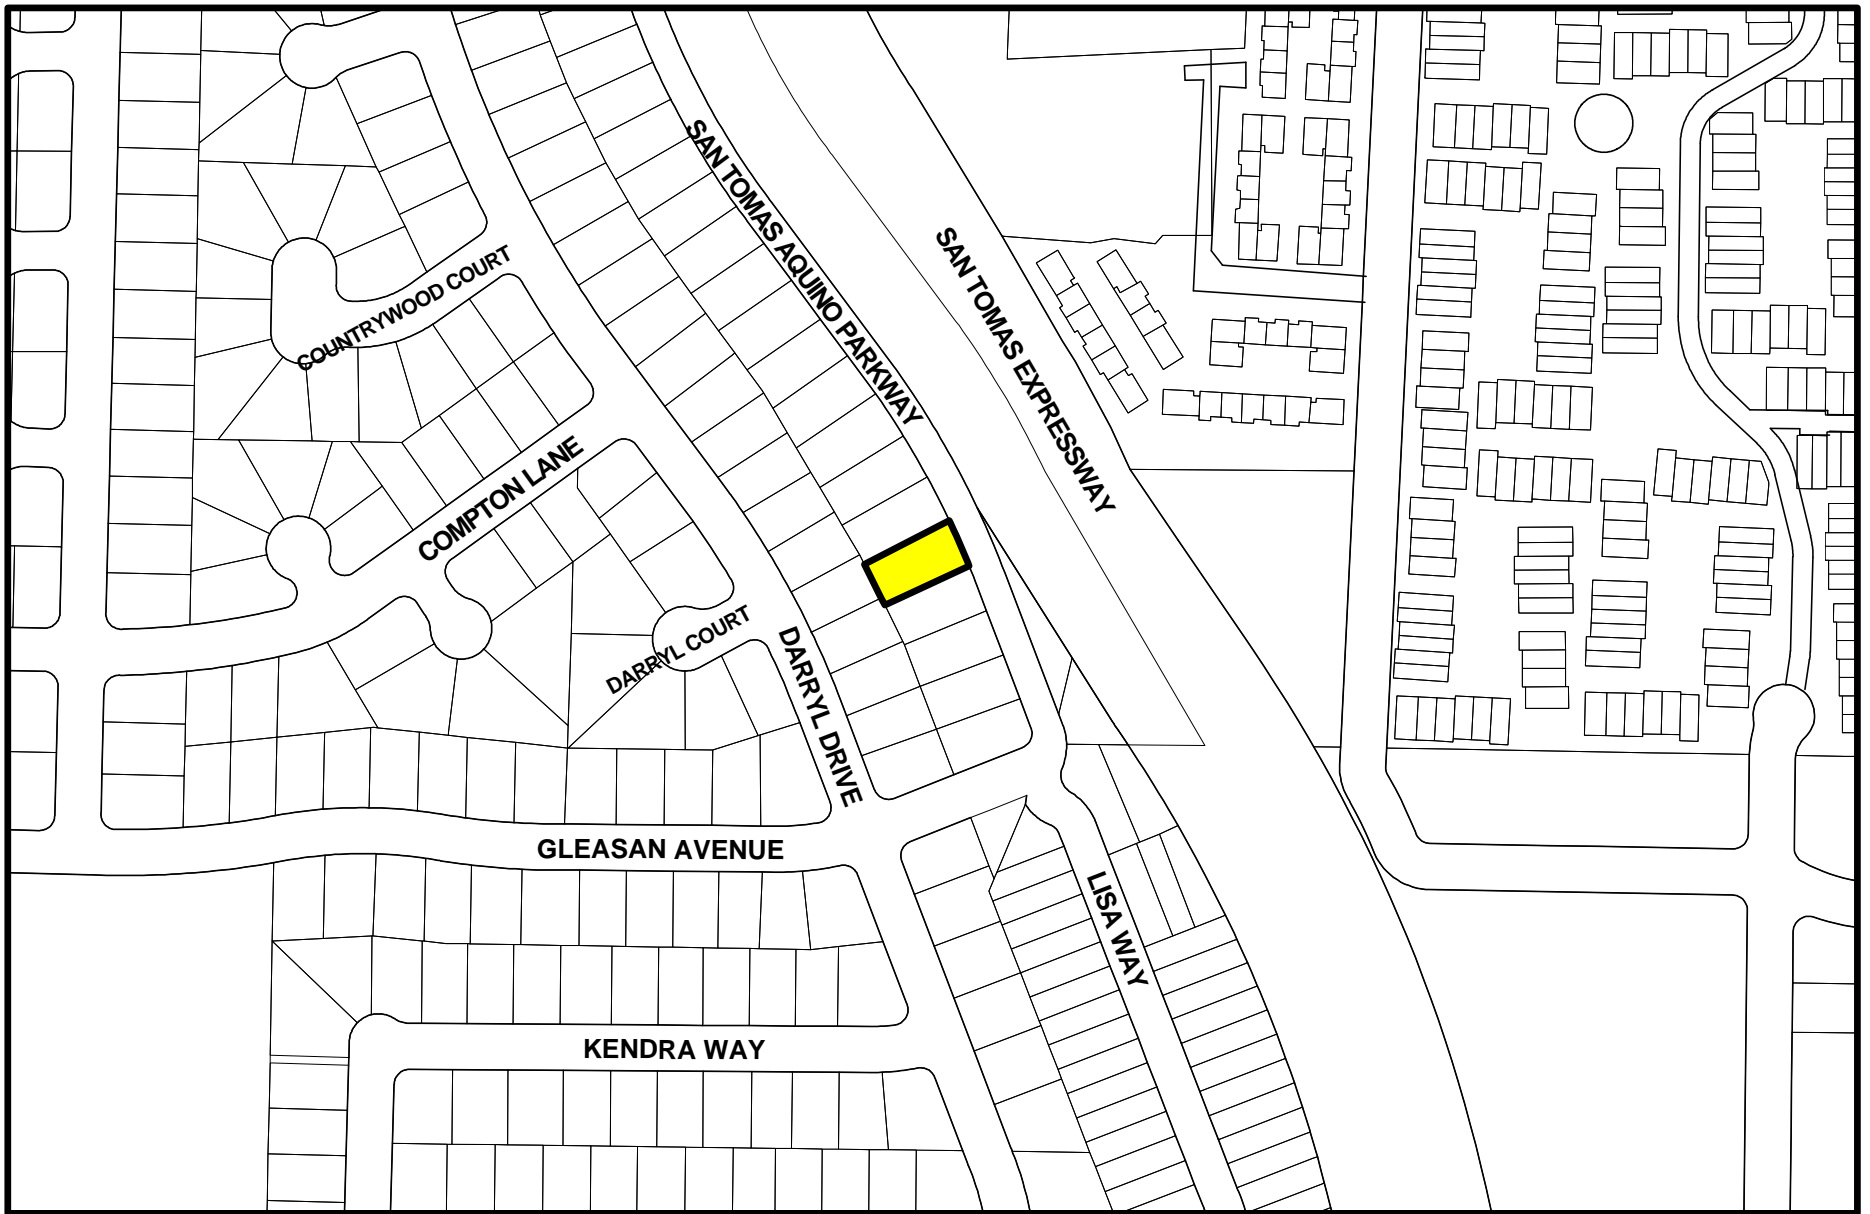 SAN TOMAS AQUINO PARKWAY
SAN TOMAS EXPRESSWAY
COUNTRYWOOD COURT
COMPTON LANE
DARRYL COURT
DARRYL DRIVE
GLEASAN AVENUE
LISA WAY
KENDRA WAY